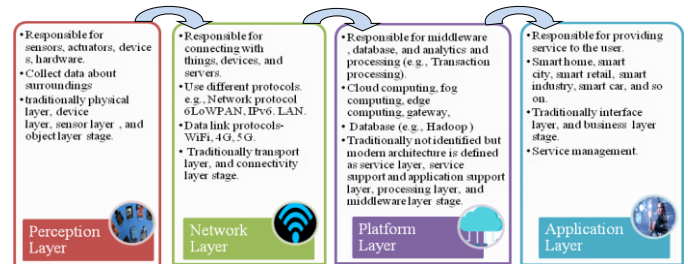 •Responsible for
sensors, actuators, device
s, hardware.
•Collect data about
surroundings
•traditionally physical
layer, device
layer, sensor layer , and
object layer stage.
Perception
Layer
•Responsible for
connecting with
things, devices, and
servers.
•Use different protocols.
e.g., Network protocol
6LoWPAN, IPv6. LAN.
•Data link protocols-
WiFi, 4G, 5G.
• Traditionally transport
layer, and connectivity
layer stage.
Network
Layer
•Responsible for middleware
, database, and analytics and
processing (e.g., Transaction
processing).
•Cloud computing, fog
computing, edge
computing, gateway,
• Database (e.g., Hadoop )
•Traditionally not identified but
modern architecture is defined
as service layer, service
support and application support
layer, processing layer, and
middleware layer stage.
Platform
Layer
•Responsible for providing
service to the user.
•Smart home, smart
city, smart retail, smart
industry, smart car, and so
on.
•Traditionally interface
layer, and business layer
stage.
•Service management.
Application
Layer